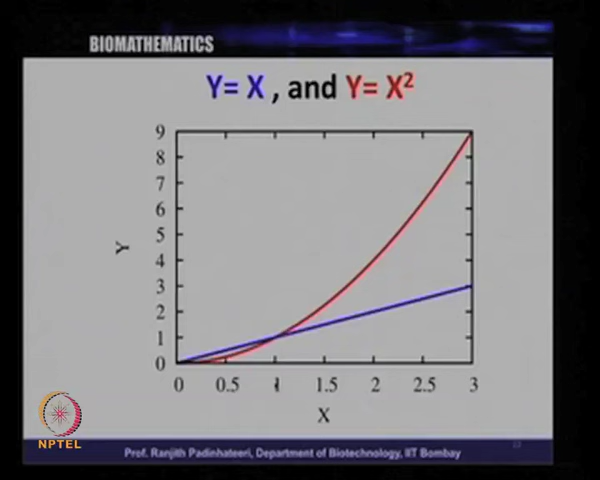 BIOMATHEMATICS
Y= X , and Y= X²
9
8
7
6
5
4
3
2
1
0
Y
0 0.5 1 1.5 2 2.5 3
X
NPTEL
Prof. Ranjith Padinhateeri, Department of Biotechnology, IIT Bombay